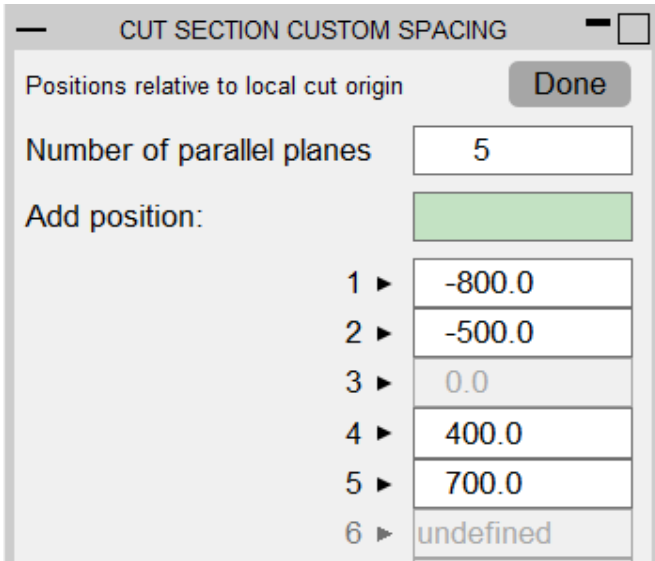 CUT SECTION CUSTOM SPACING
Positions relative to local cut origin Done
Number of parallel planes 5
Add position:
1 ► -800.0
2 ► -500.0
3 ► 0.0
4 ► 400.0
5 ► 700.0
6 ► undefined